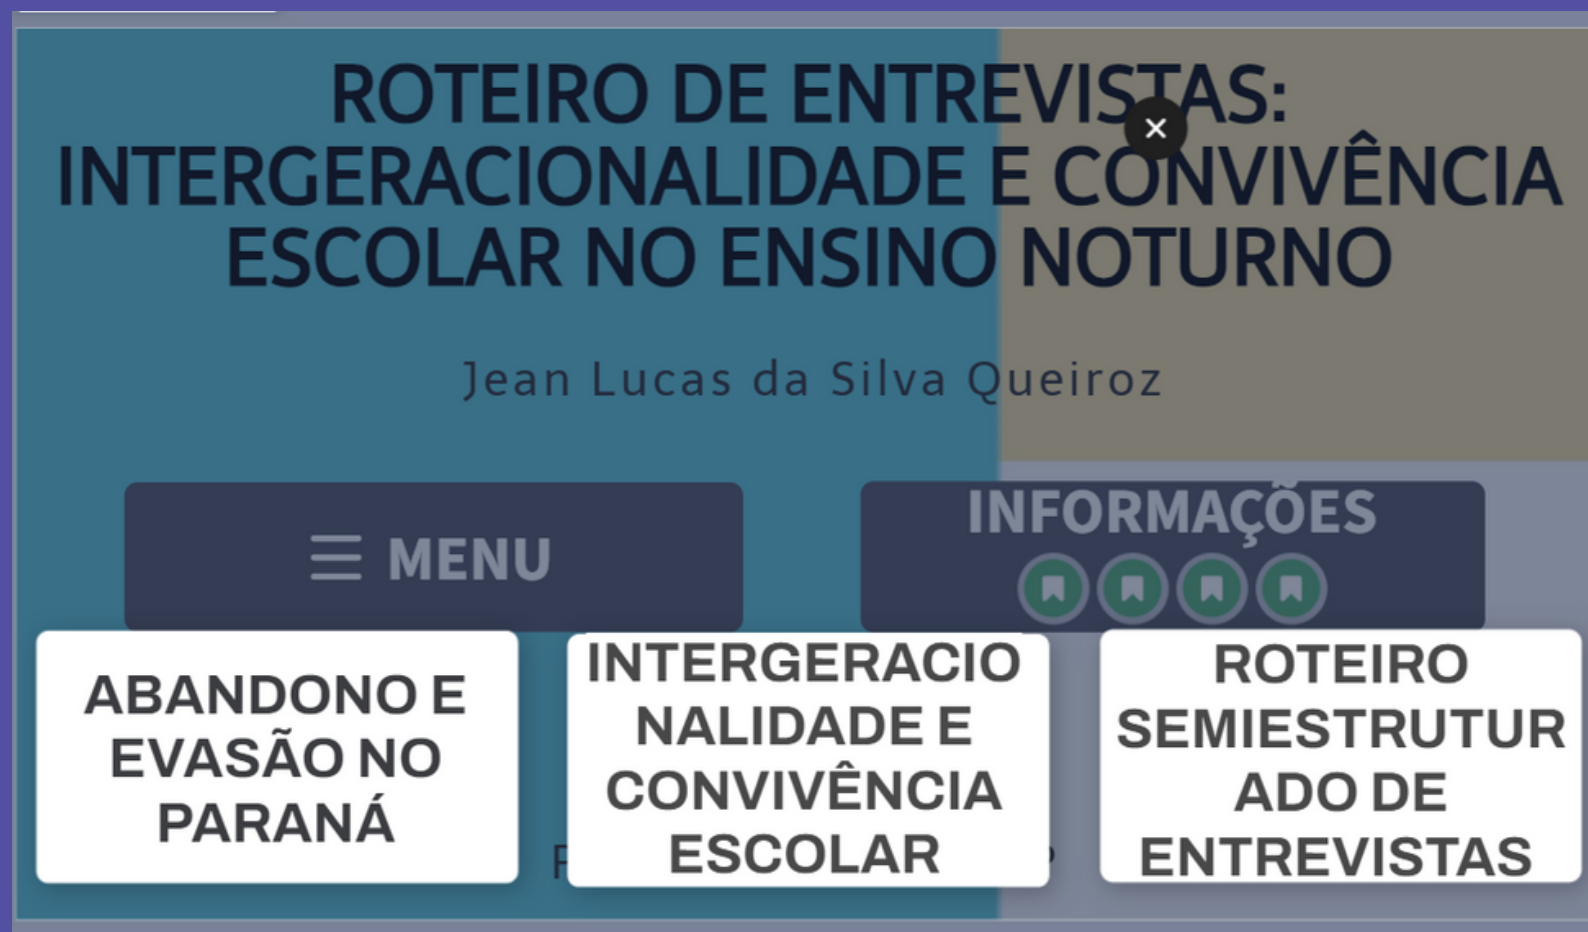 ROTEIRO DE ENTREVISTAS:
INTERGERACIONALIDADE E CONVIVÊNCIA
ESCOLAR NO ENSINO NOTURNO
Jean Lucas da Silva Queiroz
MENU
INFORMAÇÕES
ABANDONO E
EVASÃO NO
PARANÁ
INTERGERACIO
NALIDADE E
CONVIVÊNCIA
ESCOLAR
ROTEIRO
SEMIESTRUTUR
ADO DE
ENTREVISTAS